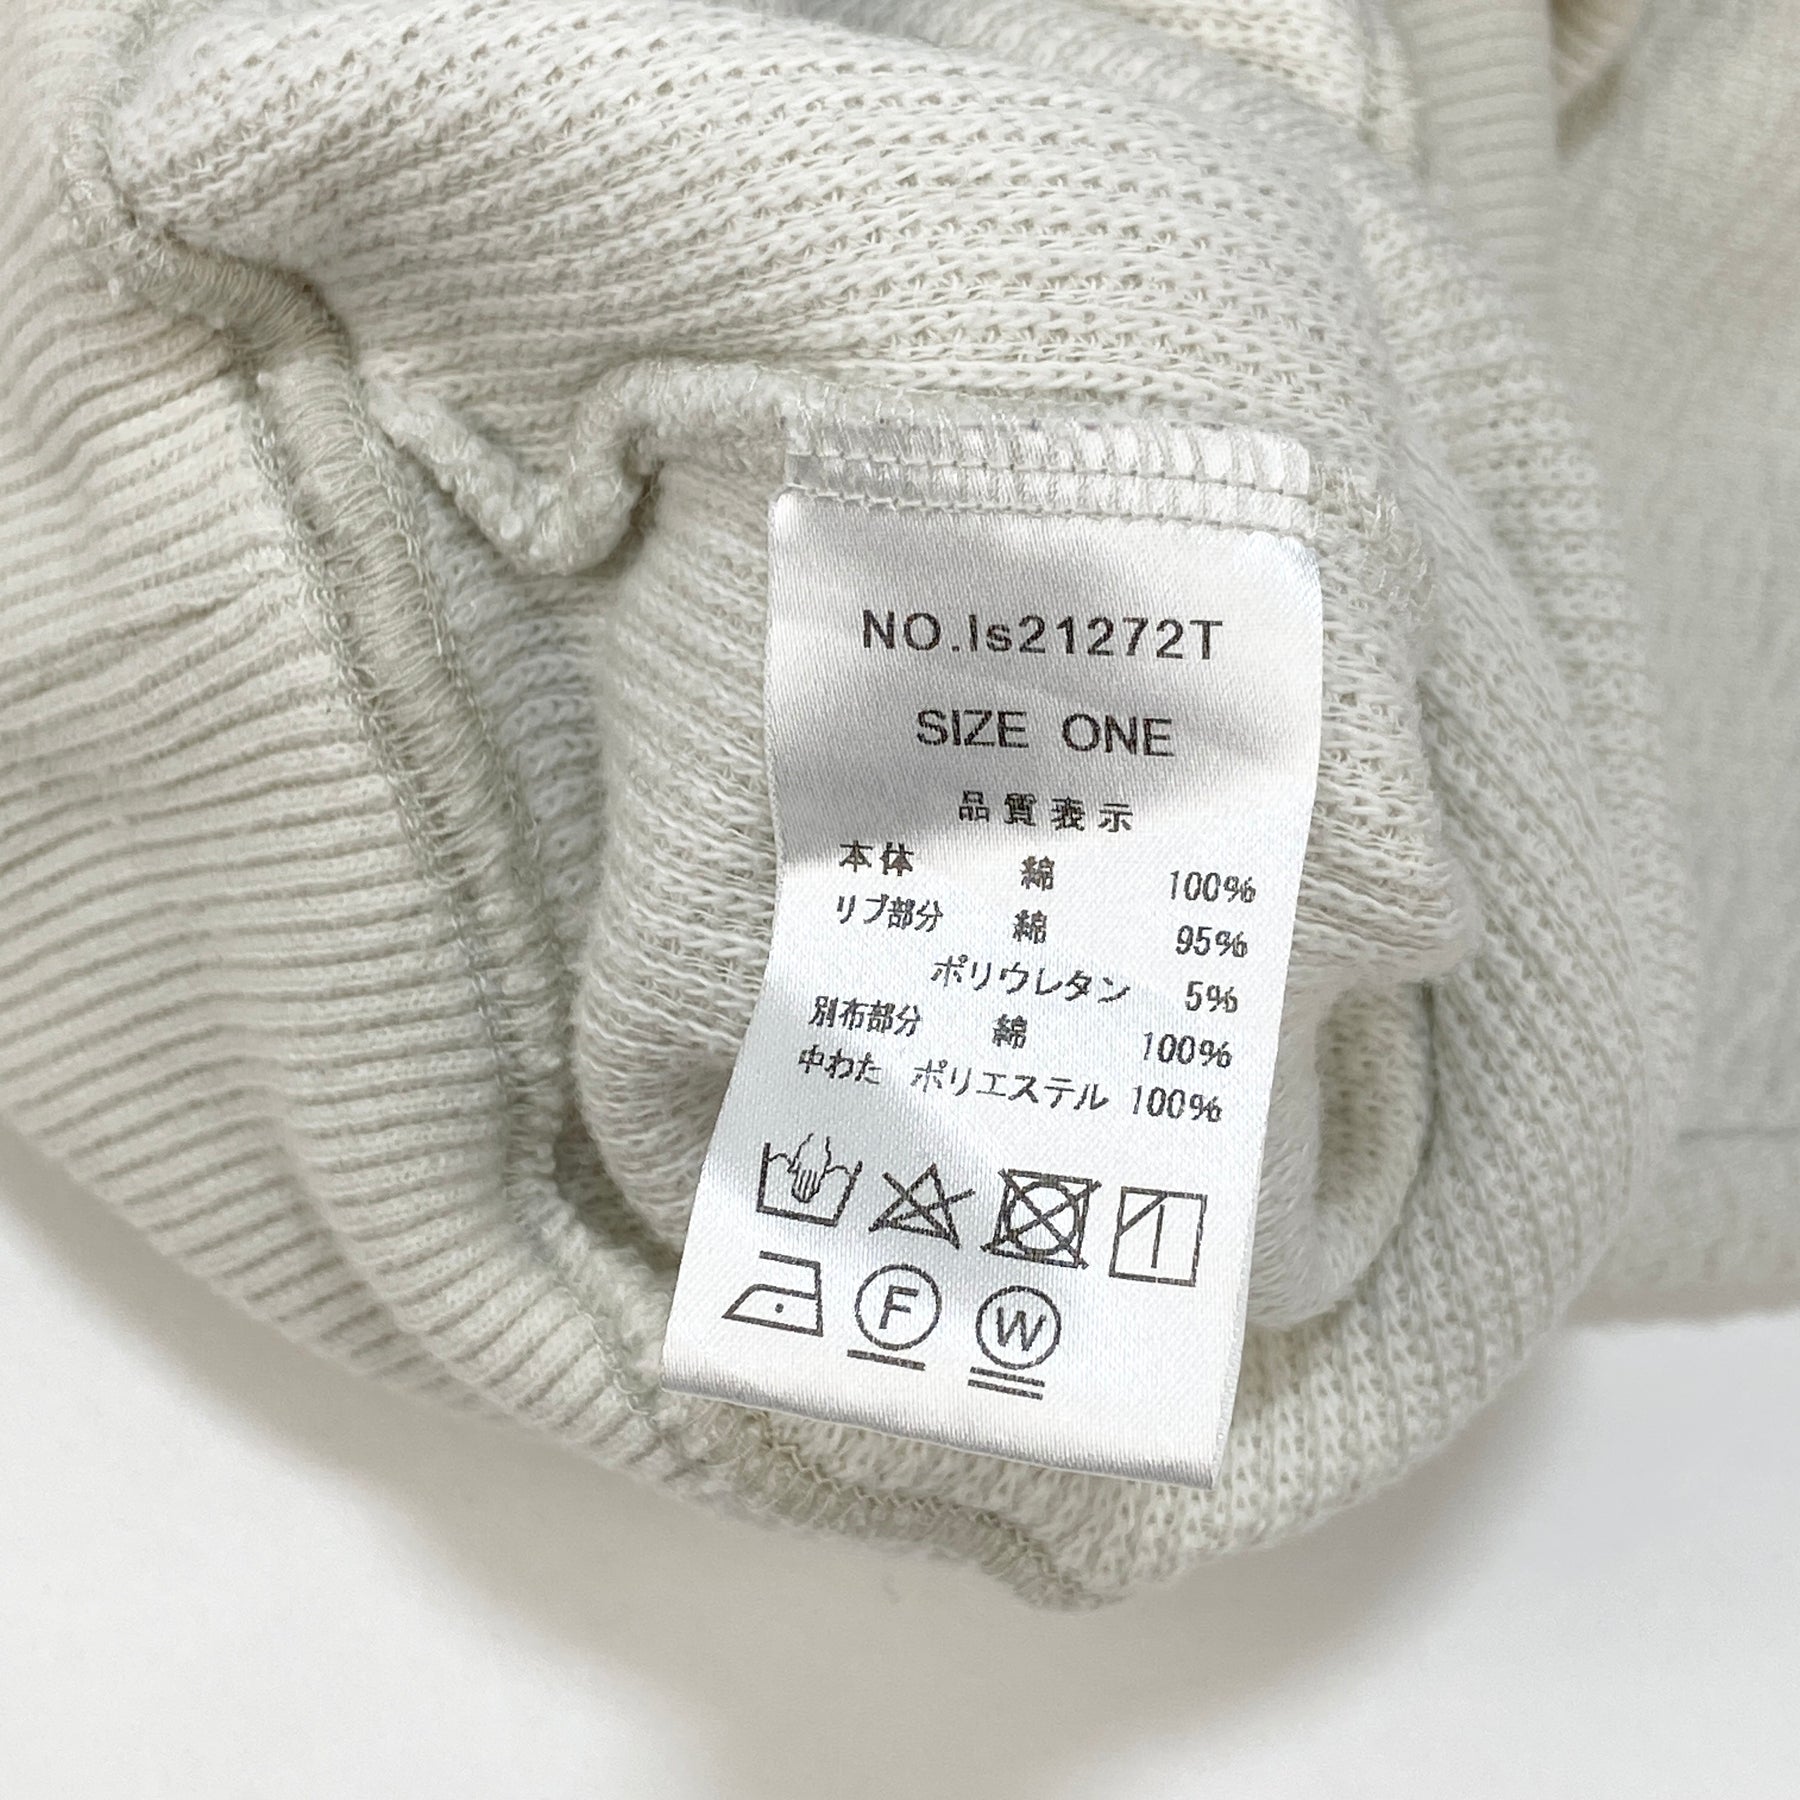 NO.ls21272T
SIZE ONE
品質表示
本体 綿 100%
リブ部分 綿 95%
ポリウレタン 5%
別布部分 綿 100%
中わた ポリエステル 100%
F
W